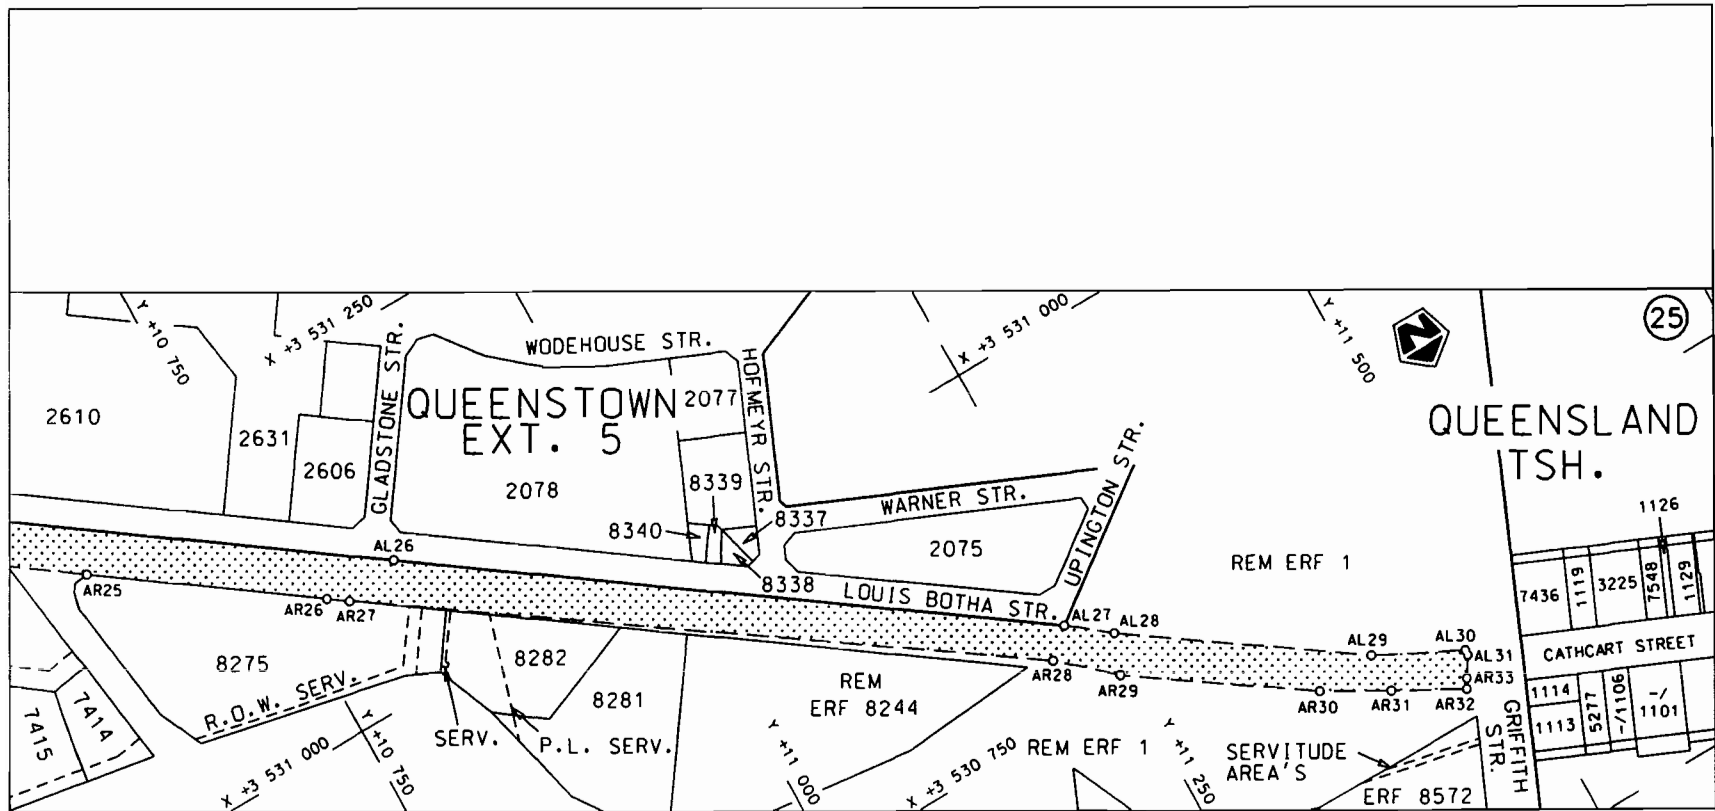 25
Y +10 750
X +3 531 250
X +3 531 000
Y +11 500
N
WODEHOUSE STR.
GLADSTONE STR.
HOFMEYR STR.
QUEENSTOWN
EXT. 5
QUEENSLAND
TSH.
2610
2631
2606
2077
2078
8339
8340
8337
8338
WARNER STR.
UPINGTON STR.
2075
REM ERF 1
1126
7436
1119
3225
7548
1129
AL26
LOUIS BOTHA STR.
AL27
AL28
AL29
AL30
AL31
CATHCART STREET
AR25
AR26
AR27
AR28
AR29
AR30
AR31
AR32
AR33
1114
1113
5277
-/1106
-/
1101
8275
8282
8281
REM
ERF 8244
R.O.W. SERV.
7414
7415
SERV.
P.L. SERV.
REM ERF 1
SERVITUDE
AREA'S
GRIFFITH
STR.
ERF 8572
X +3 531 000
Y +10 750
Y +11 000
X +3 530 750
Y +11 250